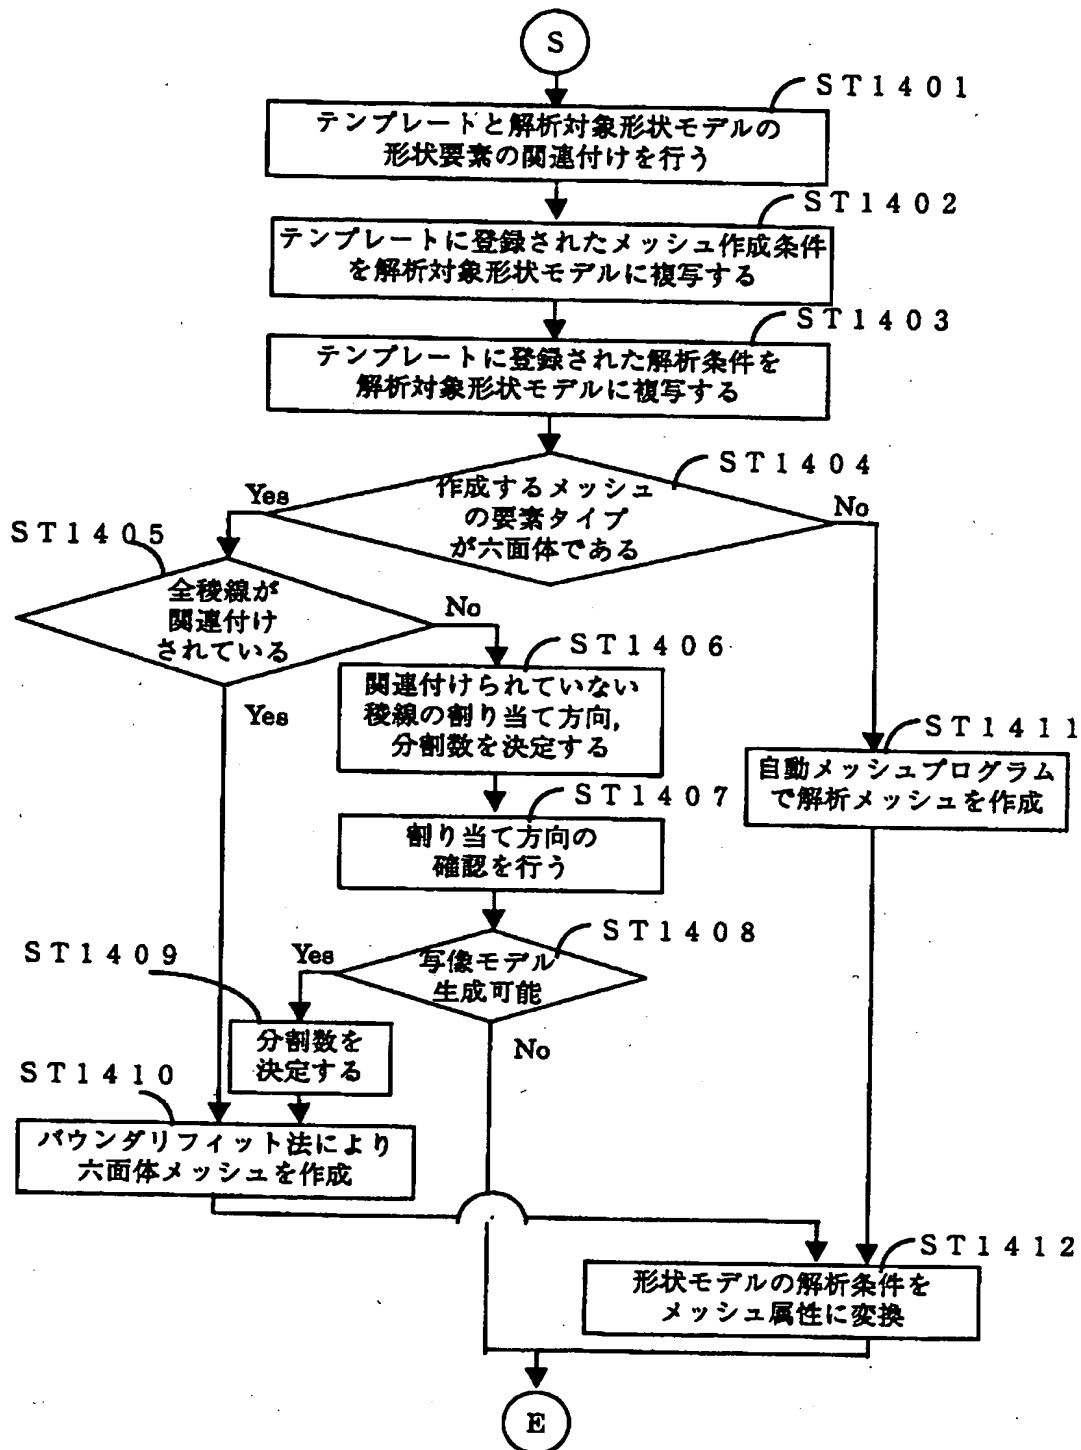 S
ST1401
テンプレートと解析対象形状モデルの
形状要素の関連付けを行う
ST1402
テンプレートに登録されたメッシュ作成条件
を解析対象形状モデルに複写する
ST1403
テンプレートに登録された解析条件を
解析対象形状モデルに複写する
ST1404
作成するメッシュ
の要素タイプ
が六面体である
Yes
No
ST1405
全稜線が
関連付け
されている
No
Yes
ST1406
関連付けられていない
稜線の割り当て方向,
分割数を決定する
ST1411
自動メッシュプログラム
で解析メッシュを作成
ST1407
割り当て方向の
確認を行う
ST1408
写像モデル
生成可能
Yes
No
ST1409
分割数を
決定する
ST1410
バウンダリフィット法により
六面体メッシュを作成
ST1412
形状モデルの解析条件を
メッシュ属性に変換
E